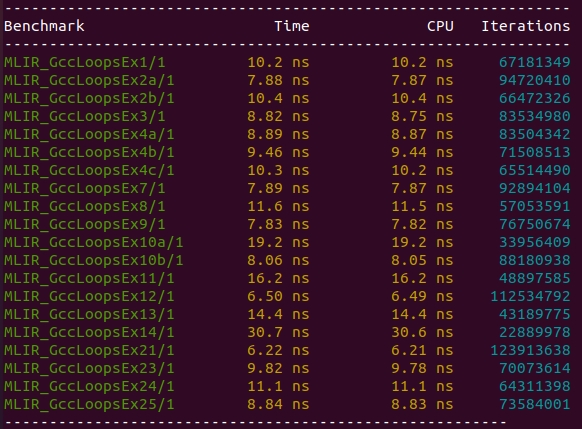 ---------------------------------------------------------------
Benchmark                     Time             CPU   Iterations
---------------------------------------------------------------
MLIR_GccLoopsEx1/1         10.2 ns         10.2 ns     67181349
MLIR_GccLoopsEx2a/1        7.88 ns         7.87 ns     94720410
MLIR_GccLoopsEx2b/1        10.4 ns         10.4 ns     66472326
MLIR_GccLoopsEx3/1         8.82 ns         8.75 ns     83534980
MLIR_GccLoopsEx4a/1        8.89 ns         8.87 ns     83504342
MLIR_GccLoopsEx4b/1        9.46 ns         9.44 ns     71508513
MLIR_GccLoopsEx4c/1        10.3 ns         10.2 ns     65514490
MLIR_GccLoopsEx7/1         7.89 ns         7.87 ns     92894104
MLIR_GccLoopsEx8/1         11.6 ns         11.5 ns     57053591
MLIR_GccLoopsEx9/1         7.83 ns         7.82 ns     76750674
MLIR_GccLoopsEx10a/1       19.2 ns         19.2 ns     33956409
MLIR_GccLoopsEx10b/1       8.06 ns         8.05 ns     88180938
MLIR_GccLoopsEx11/1        16.2 ns         16.2 ns     48897585
MLIR_GccLoopsEx12/1        6.50 ns         6.49 ns    112534792
MLIR_GccLoopsEx13/1        14.4 ns         14.4 ns     43189775
MLIR_GccLoopsEx14/1        30.7 ns         30.6 ns     22889978
MLIR_GccLoopsEx21/1        6.22 ns         6.21 ns    123913638
MLIR_GccLoopsEx23/1        9.82 ns         9.78 ns     70073614
MLIR_GccLoopsEx24/1        11.1 ns         11.1 ns     64311398
MLIR_GccLoopsEx25/1        8.84 ns         8.83 ns     73584001
--------------------------------------------------------